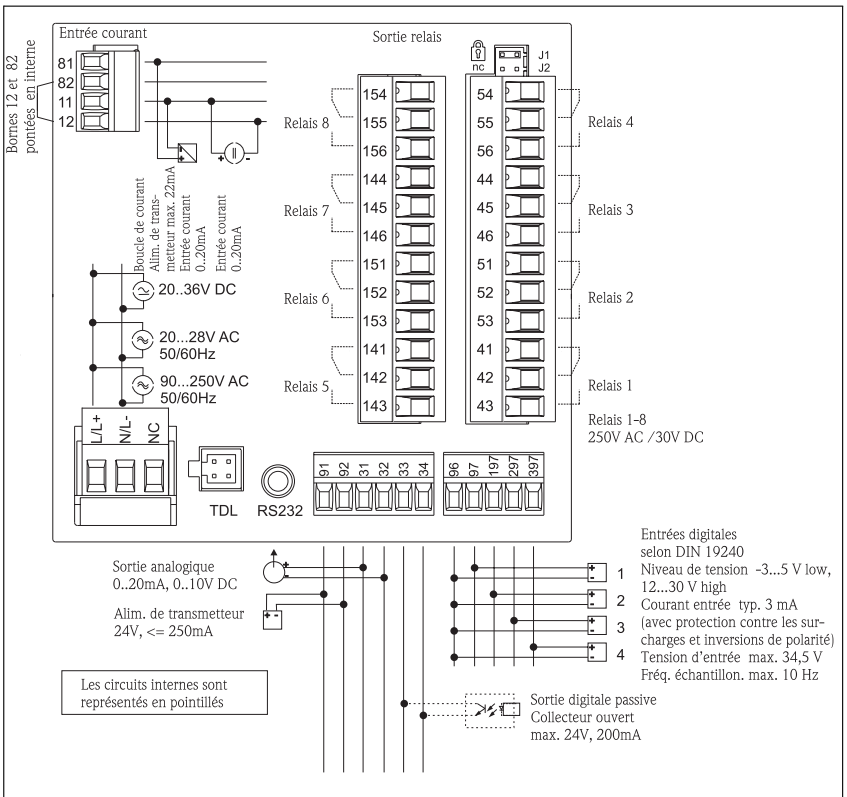 Entrée courant
Sortie relais
Bornes 12 et 82
pontées en interne
81
82
11
12
nc
J1
J2
+
-
+
-
Boucle de courant
Alim. de trans-
metteur max. 22mA
Entrée courant
0..20mA
Entrée courant
0..20mA
154
155
156
Relais 8
144
145
146
Relais 7
151
152
153
Relais 6
141
142
143
Relais 5
54
55
56
Relais 4
44
45
46
Relais 3
51
52
53
Relais 2
41
42
43
Relais 1
Relais 1-8
250V AC /30V DC
20..36V DC
20...28V AC
50/60Hz
90...250V AC
50/60Hz
L/L+
N/L-
NC
TDL
RS232
91
92
31
32
33
34
96
97
197
297
397
Sortie analogique
0..20mA, 0..10V DC
+
-
Alim. de transmetteur
24V, <= 250mA
+ -
+
-
1
+
-
2
+
-
3
+
-
4
Entrées digitales
selon DIN 19240
Niveau de tension -3...5 V low,
12...30 V high
Courant entrée typ. 3 mA
(avec protection contre les sur-
charges et inversions de polarité)
Tension d'entrée max. 34,5 V
Fréq. échantillon. max. 10 Hz
Les circuits internes sont
représentés en pointillés
Sortie digitale passive
Collecteur ouvert
max. 24V, 200mA